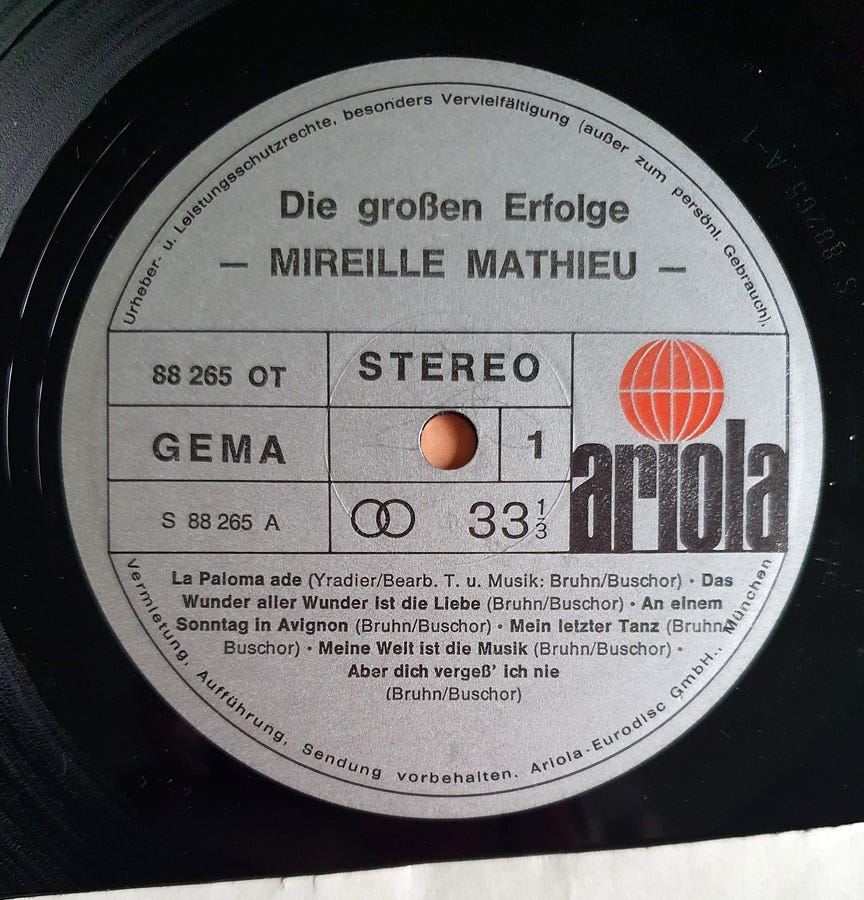 Urheber- u. Leistungsschutzrechte, besonders Vervielfältigung (außer zum persönl. Gebrauch),
Die großen Erfolge
— MIREILLE MATHIEU —
88 265 OT
STEREO
GEMA
1
S 88 265 A
33 1/3
ariola
La Paloma ade (Yradier/Bearb. T. u. Musik: Bruhn/Buschor) · Das
Wunder aller Wunder ist die Liebe (Bruhn/Buschor) · An einem
Sonntag in Avignon (Bruhn/Buschor) · Mein letzter Tanz (Bruhn/
Buschor) · Meine Welt ist die Musik (Bruhn/Buschor) ·
Aber dich vergeß' ich nie
(Bruhn/Buschor)
Vermietung, Aufführung, Sendung vorbehalten. Ariola-Eurodisc GmbH., München
S 88265 A-1